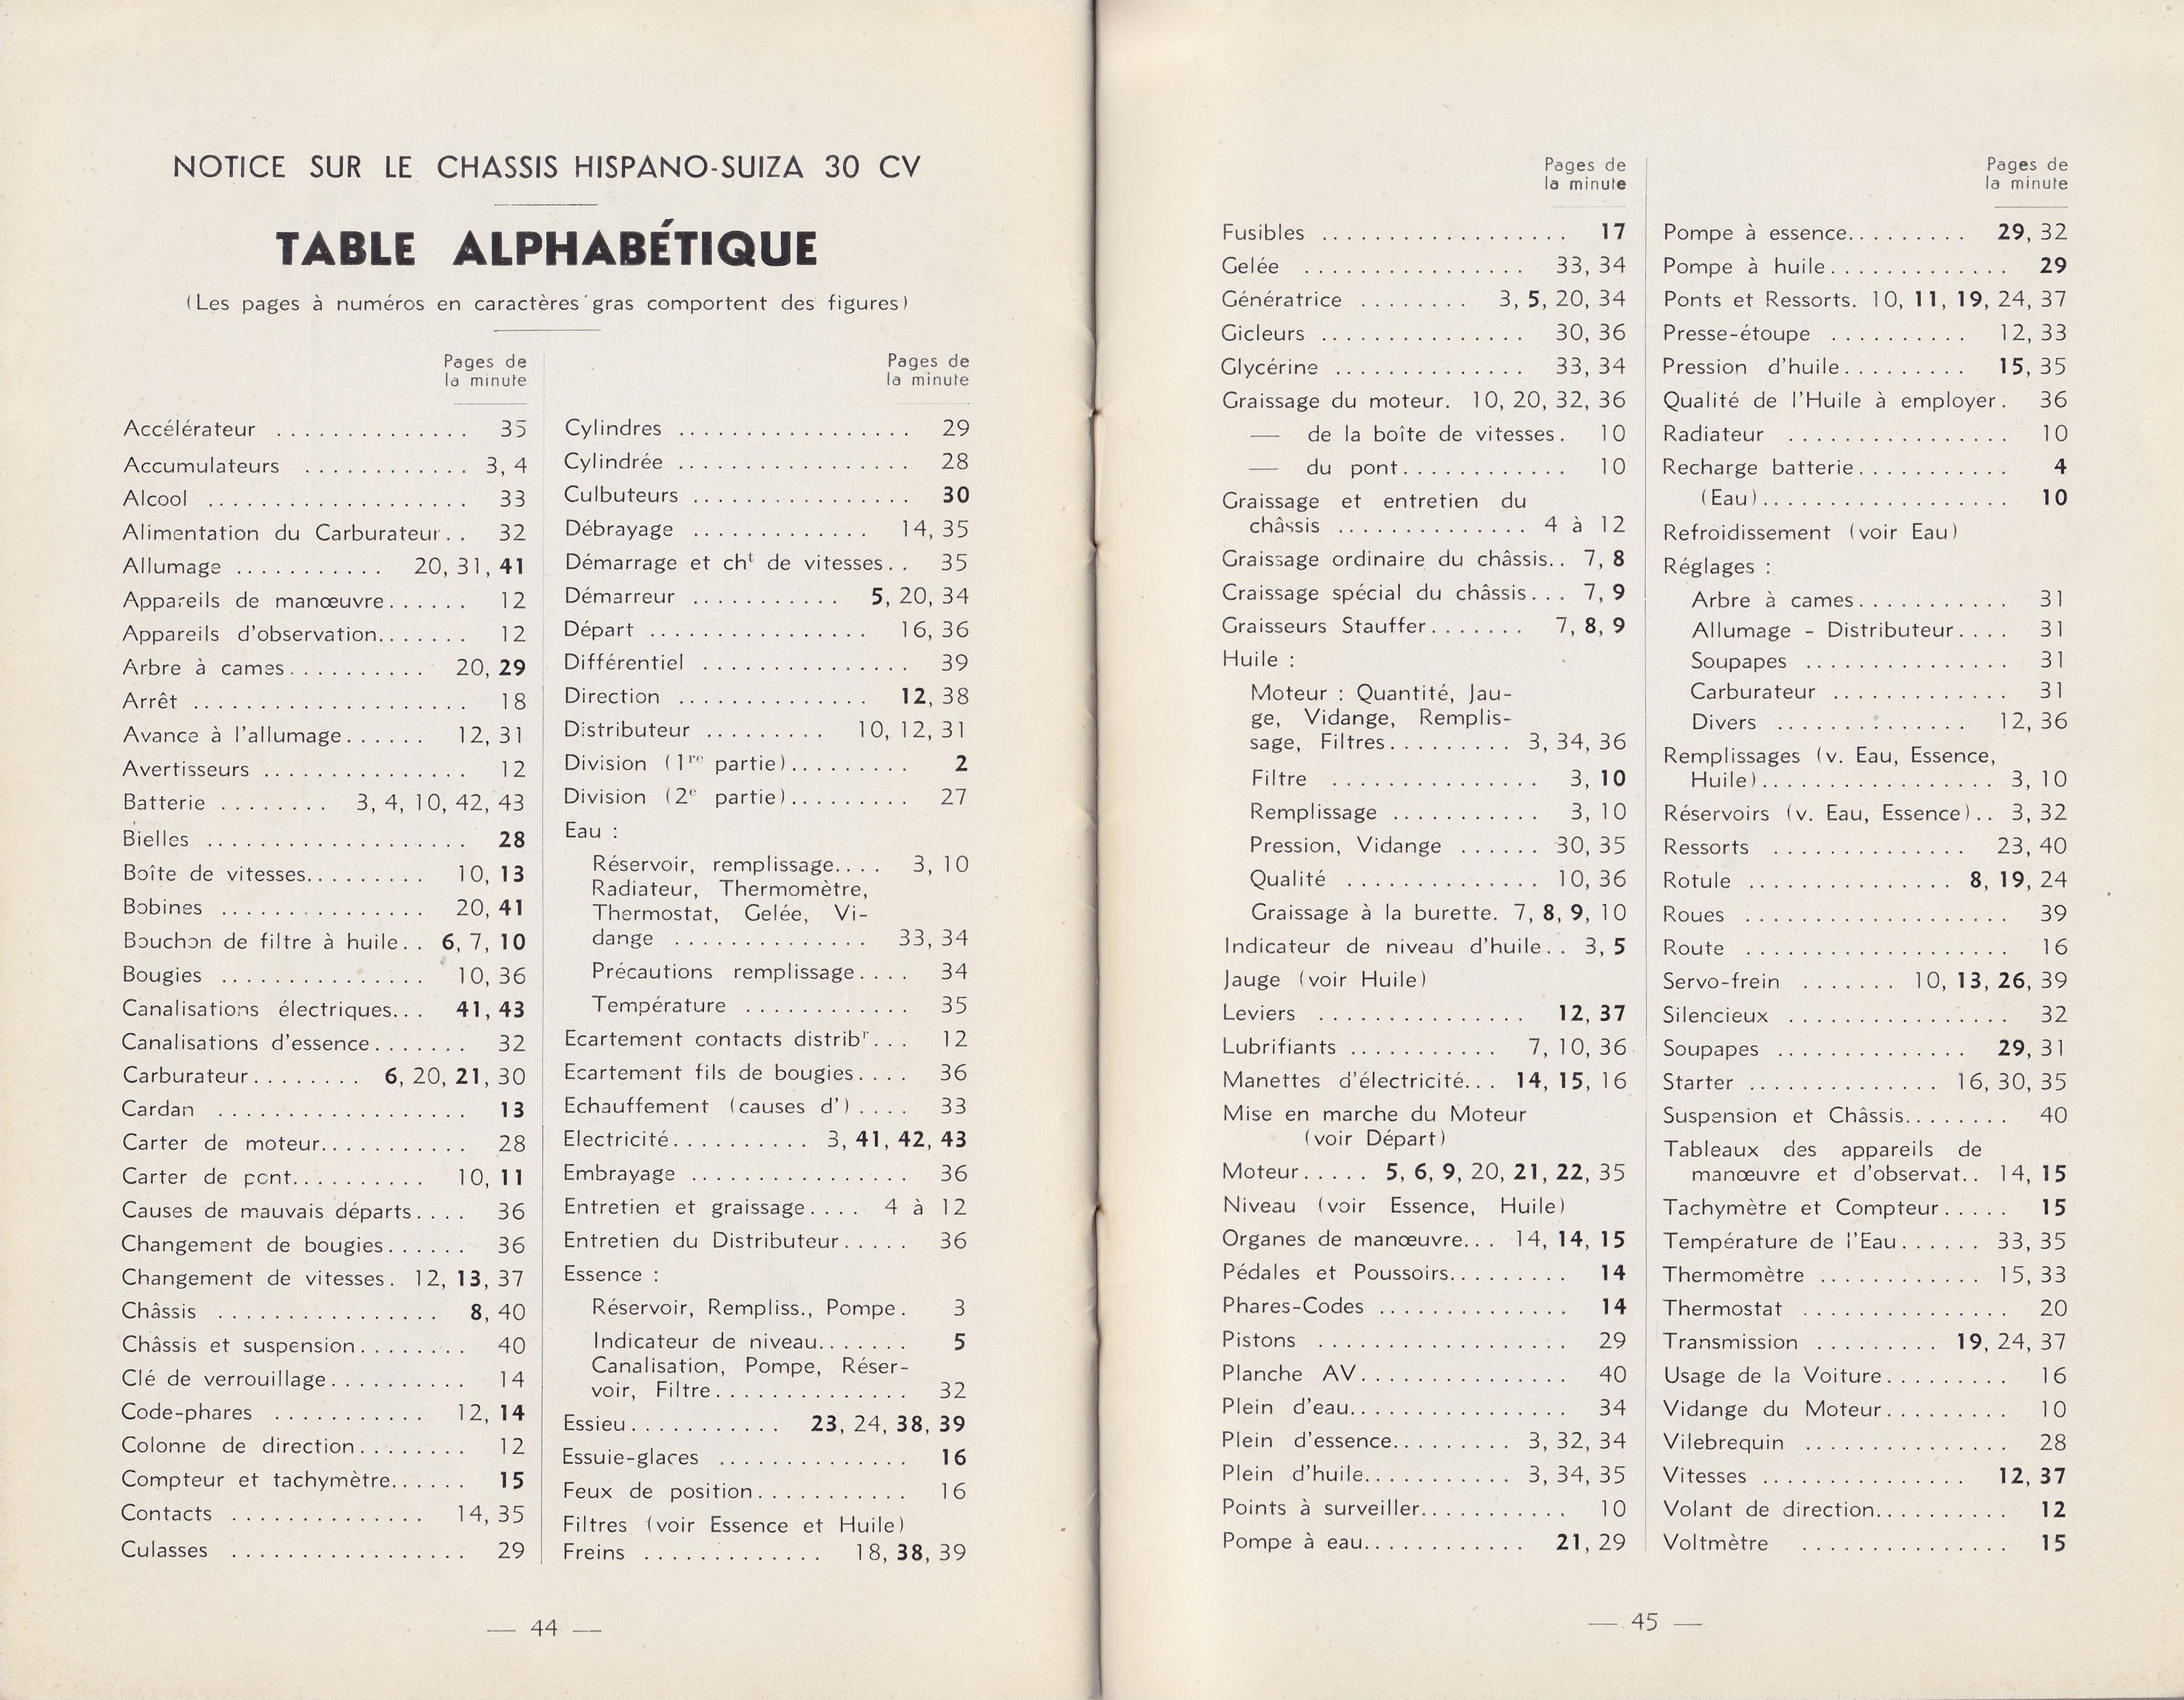 NOTICE SUR LE CHASSIS HISPANO-SUIZA 30 CV
TABLE ALPHABÉTIQUE
(Les pages à numéros en caractères gras comportent des figures)
Pages de
la minute
Accélérateur .............. 35
Accumulateurs ............ 3, 4
Alcool .................. 33
Alimentation du Carburateur.. 32
Allumage ........... 20, 31, 41
Appareils de manœuvre...... 12
Appareils d'observation....... 12
Arbre à cames.......... 20, 29
Arrêt ..................... 18
Avance à l'allumage...... 12, 31
Avertisseurs ................ 12
Batterie ........ 3, 4, 10, 42, 43
Bielles .................... 28
Boîte de vitesses......... 10, 13
Bobines ................ 20, 41
Bouchon de filtre à huile.. 6, 7, 10
Bougies ................ 10, 36
Canalisations électriques... 41, 43
Canalisations d'essence....... 32
Carburateur........ 6, 20, 21, 30
Cardan ................... 13
Carter de moteur........... 28
Carter de pont.......... 10, 11
Causes de mauvais départs.... 36
Changement de bougies...... 36
Changement de vitesses. 12, 13, 37
Châssis ................. 8, 40
Châssis et suspension........ 40
Clé de verrouillage.......... 14
Code-phares ............ 12, 14
Colonne de direction........ 12
Compteur et tachymètre...... 15
Contacts ............... 14, 35
Culasses .................. 29
Pages de
la minute
Cylindres .................. 29
Cylindrée .................. 28
Culbuteurs ................. 30
Débrayage .............. 14, 35
Démarrage et cht de vitesses.. 35
Démarreur ........... 5, 20, 34
Départ ................. 16, 36
Différentiel ................ 39
Direction ............... 12, 38
Distributeur ......... 10, 12, 31
Division (1re partie)......... 2
Division (2e partie)......... 27
Eau :
Réservoir, remplissage.... 3, 10
Radiateur, Thermomètre,
Thermostat, Gelée, Vi-
dange ............... 33, 34
Précautions remplissage.... 34
Température ............. 35
Ecartement contacts distribr... 12
Ecartement fils de bougies.... 36
Echauffement (causes d').... 33
Electricité.......... 3, 41, 42, 43
Embrayage ................. 36
Entretien et graissage.... 4 à 12
Entretien du Distributeur..... 36
Essence :
Réservoir, Rempliss., Pompe. 3
Indicateur de niveau....... 5
Canalisation, Pompe, Réser-
voir, Filtre............... 32
Essieu............ 23, 24, 38, 39
Essuie-glaces ............... 16
Feux de position............ 16
Filtres (voir Essence et Huile)
Freins .............. 18, 38, 39
— 44 —
Pages de
la minute
Fusibles ................... 17
Gelée ................. 33, 34
Génératrice ........ 3, 5, 20, 34
Gicleurs ................ 30, 36
Glycérine ............... 33, 34
Graissage du moteur. 10, 20, 32, 36
— de la boîte de vitesses. 10
— du pont............. 10
Graissage et entretien du
châssis .............. 4 à 12
Graissage ordinaire du châssis.. 7, 8
Craissage spécial du châssis... 7, 9
Graisseurs Stauffer....... 7, 8, 9
Huile :
Moteur : Quantité, Jau-
ge, Vidange, Remplis-
sage, Filtres......... 3, 34, 36
Filtre .............. 3, 10
Remplissage ........... 3, 10
Pression, Vidange ...... 30, 35
Qualité ............. 10, 36
Graissage à la burette. 7, 8, 9, 10
Indicateur de niveau d'huile.. 3, 5
Jauge (voir Huile)
Leviers ................ 12, 37
Lubrifiants ........... 7, 10, 36
Manettes d'électricité... 14, 15, 16
Mise en marche du Moteur
(voir Départ)
Moteur..... 5, 6, 9, 20, 21, 22, 35
Niveau (voir Essence, Huile)
Organes de manœuvre... 14, 14, 15
Pédales et Poussoirs......... 14
Phares-Codes ............... 14
Pistons ................... 29
Planche AV................ 40
Plein d'eau................. 34
Plein d'essence......... 3, 32, 34
Plein d'huile........... 3, 34, 35
Points à surveiller........... 10
Pompe à eau............. 21, 29
Pages de
la minute
Pompe à essence......... 29, 32
Pompe à huile.............. 29
Ponts et Ressorts. 10, 11, 19, 24, 37
Presse-étoupe .......... 12, 33
Pression d'huile......... 15, 35
Qualité de l'Huile à employer. 36
Radiateur ................. 10
Recharge batterie........... 4
(Eau)................... 10
Refroidissement (voir Eau)
Réglages :
Arbre à cames............ 31
Allumage - Distributeur.... 31
Soupapes ................ 31
Carburateur .............. 31
Divers ............... 12, 36
Remplissages (v. Eau, Essence,
Huile).................. 3, 10
Réservoirs (v. Eau, Essence).. 3, 32
Ressorts .............. 23, 40
Rotule .............. 8, 19, 24
Roues .................... 39
Route .................... 16
Servo-frein ....... 10, 13, 26, 39
Silencieux ................. 32
Soupapes ............... 29, 31
Starter .............. 16, 30, 35
Suspension et Châssis........ 40
Tableaux des appareils de
manœuvre et d'observat.. 14, 15
Tachymètre et Compteur..... 15
Température de l'Eau...... 33, 35
Thermomètre ........... 15, 33
Thermostat ................ 20
Transmission ......... 19, 24, 37
Usage de la Voiture......... 16
Vidange du Moteur......... 10
Vilebrequin ................ 28
Vitesses ................ 12, 37
Volant de direction.......... 12
Voltmètre ................ 15
— 45 —